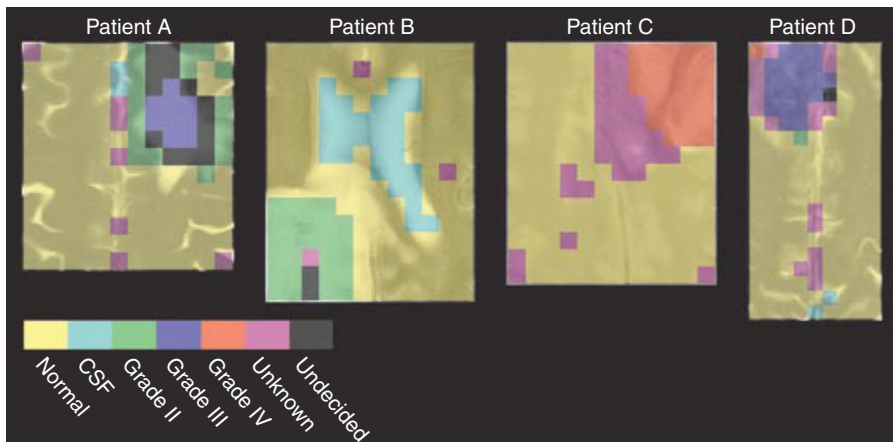 Patient A
Patient B
Patient C
Patient D
Normal
CSF
Grade II
Grade III
Grade IV
Unknown
Undecided